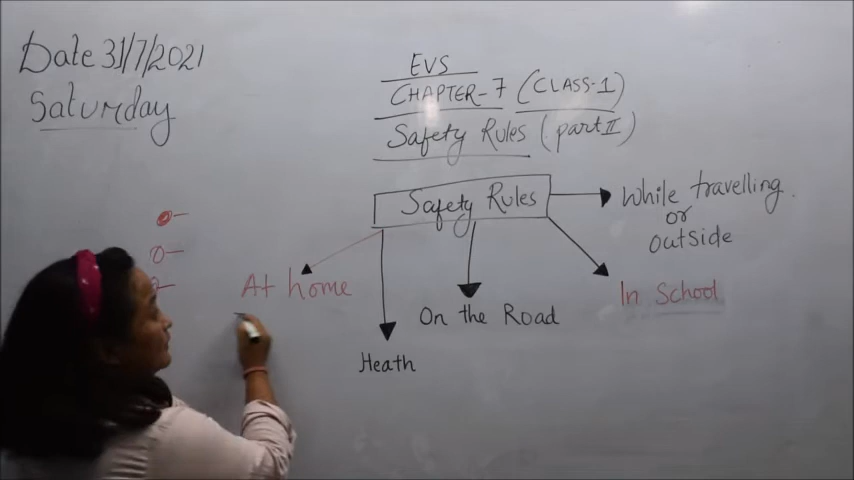 Date 31/7/2021
Saturday
EVS
CHAPTER-7 (CLASS-1)
Safety Rules (part II)
Safety Rules
While travelling
or
outside
At home
In School
On the Road
Heath